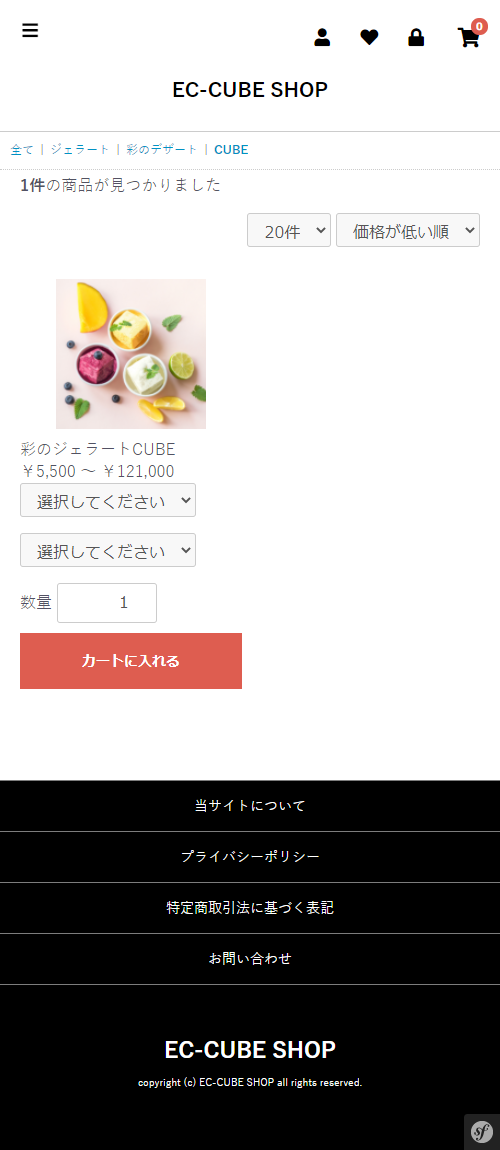 0
EC-CUBE SHOP
全て | ジェラート | 彩のデザート | CUBE
1件の商品が見つかりました
20件 価格が低い順
彩のジェラートCUBE
￥5,500 ～ ￥121,000
選択してください
選択してください
数量 1
カートに入れる
当サイトについて
プライバシーポリシー
特定商取引法に基づく表記
お問い合わせ
EC-CUBE SHOP
copyright (c) EC-CUBE SHOP all rights reserved.
sf